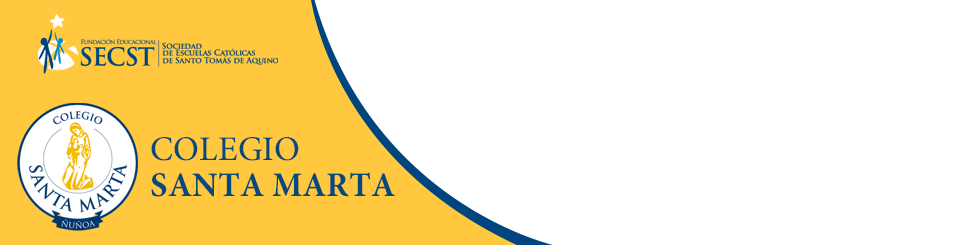 FUNDACIÓN EDUCACIONAL
SECST
SOCIEDAD
DE ESCUELAS CATÓLICAS
DE SANTO TOMÁS DE AQUINO
COLEGIO
SANTA MARTA
ÑUÑOA
COLEGIO
SANTA MARTA